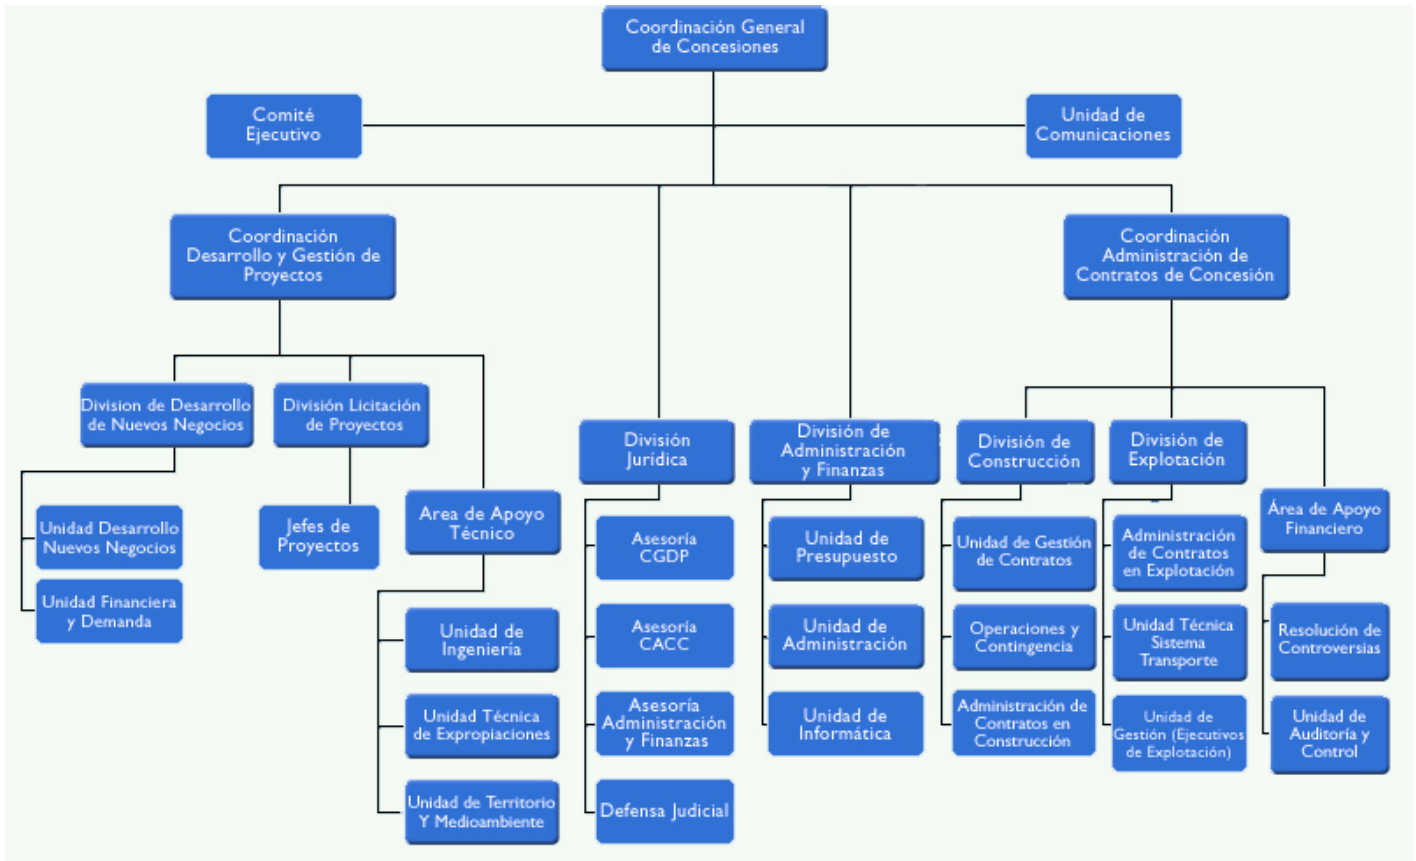 Coordinación General
de Concesiones
Comité
Ejecutivo
Unidad de
Comunicaciones
Coordinación
Desarrollo y Gestión de
Proyectos
Coordinación
Administración de
Contratos de Concesión
Division de Desarrollo
de Nuevos Negocios
División Licitación
de Proyectos
División
Jurídica
División de
Administración
y Finanzas
División de
Construcción
División de
Explotación
Unidad Desarrollo
Nuevos Negocios
Unidad Financiera
y Demanda
Jefes de
Proyectos
Area de Apoyo
Técnico
Unidad de
Ingeniería
Unidad Técnica
de Expropiaciones
Unidad de Territorio
Y Medioambiente
Asesoría
CGDP
Asesoría
CACC
Asesoría
Administración
y Finanzas
Defensa Judicial
Unidad de
Presupuesto
Unidad de
Administración
Unidad de
Informática
Unidad de Gestión
de Contratos
Operaciones y
Contingencia
Administración de
Contratos en
Construcción
Administración
de Contratos
en Explotación
Unidad Técnica
Sistema
Transporte
Unidad de
Gestión (Ejecutivos
de Explotación)
Área de Apoyo
Financiero
Resolución de
Controversias
Unidad de
Auditoría y
Control